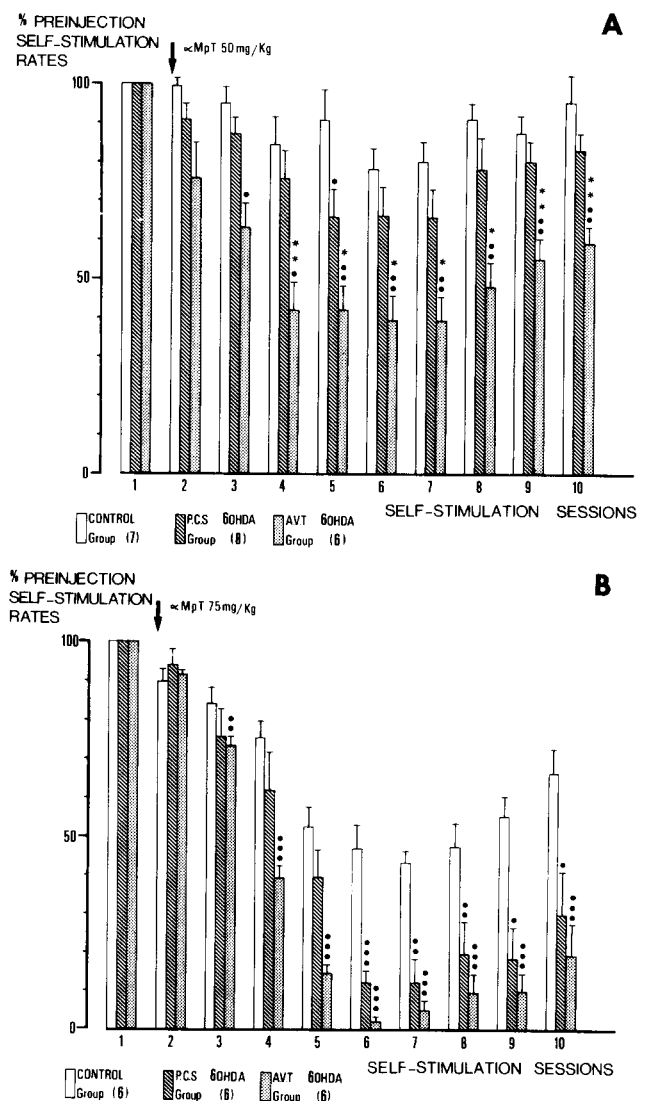 % PREINJECTION
SELF-STIMULATION
RATES
∝MpT 50mg/Kg
A
100
50
0
1 2 3 4 5 6 7 8 9 10
SELF-STIMULATION SESSIONS
CONTROL Group (7)
P.C.S 6OHDA Group (8)
AVT 6OHDA Group (6)
% PREINJECTION
SELF-STIMULATION
RATES
∝MpT 75mg/Kg
B
100
50
0
1 2 3 4 5 6 7 8 9 10
SELF-STIMULATION SESSIONS
CONTROL Group (6)
P.C.S 6OHDA Group (6)
AVT 6OHDA Group (6)